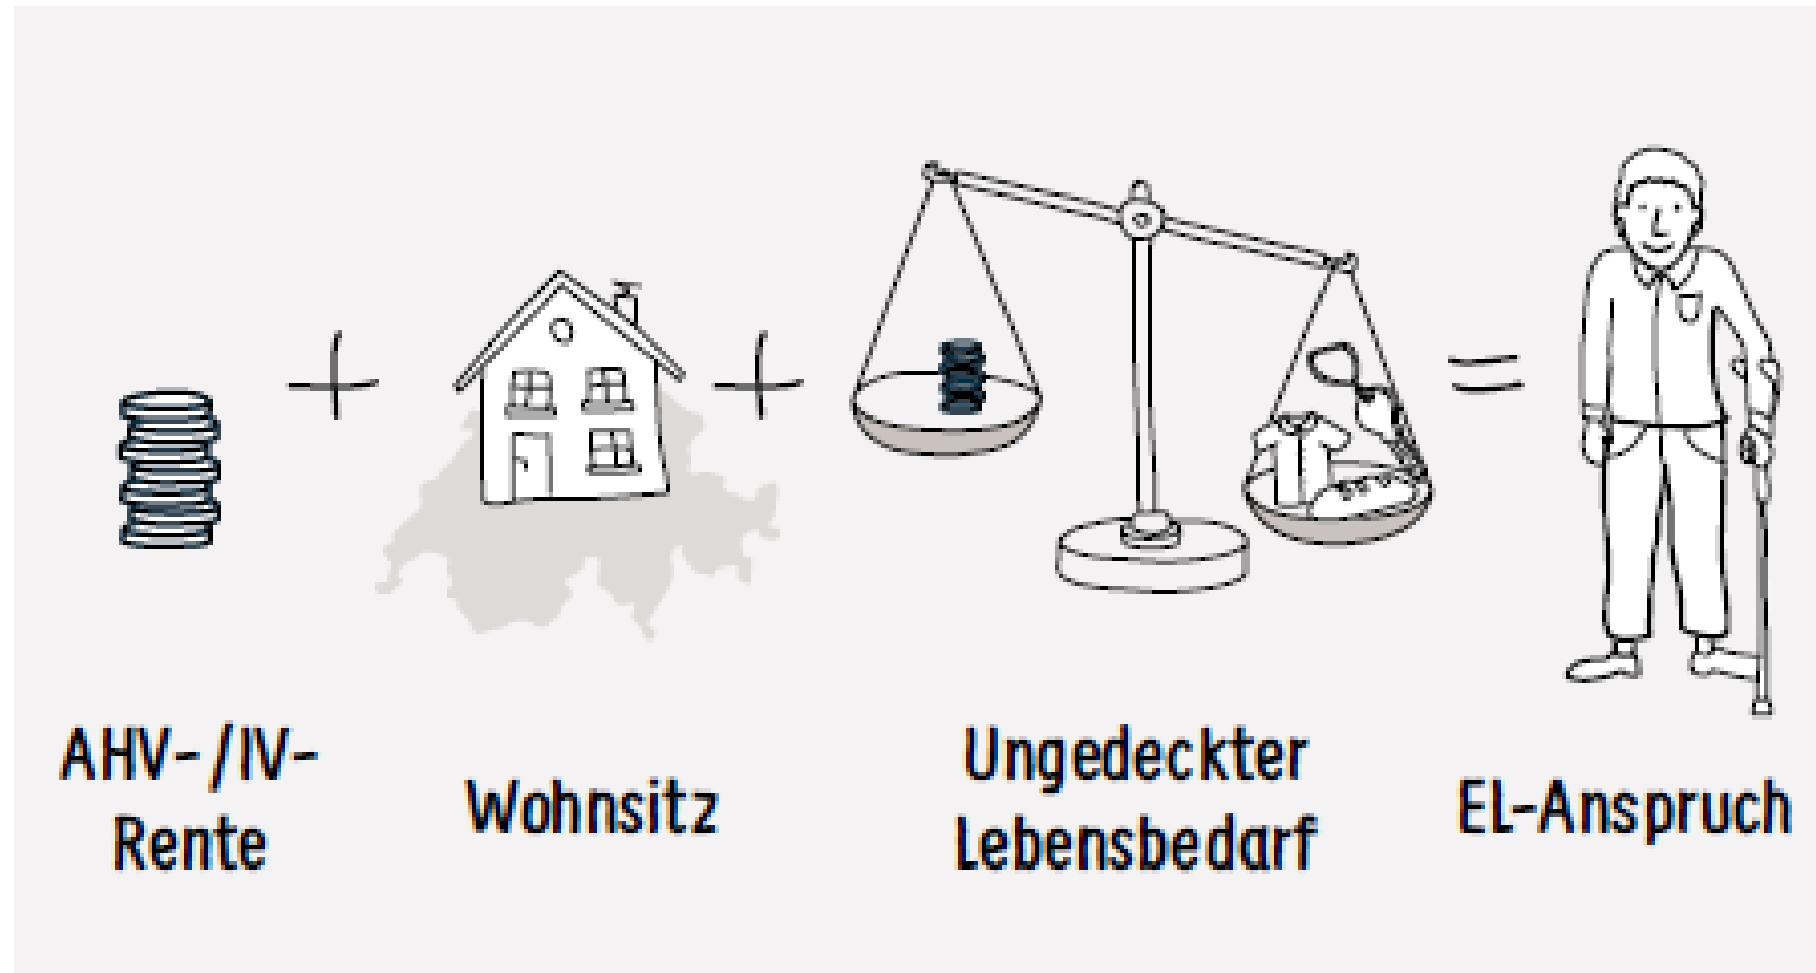 AHV-/IV-
Rente
Wohnsitz
Ungedeckter
Lebensbedarf
EL-Anspruch